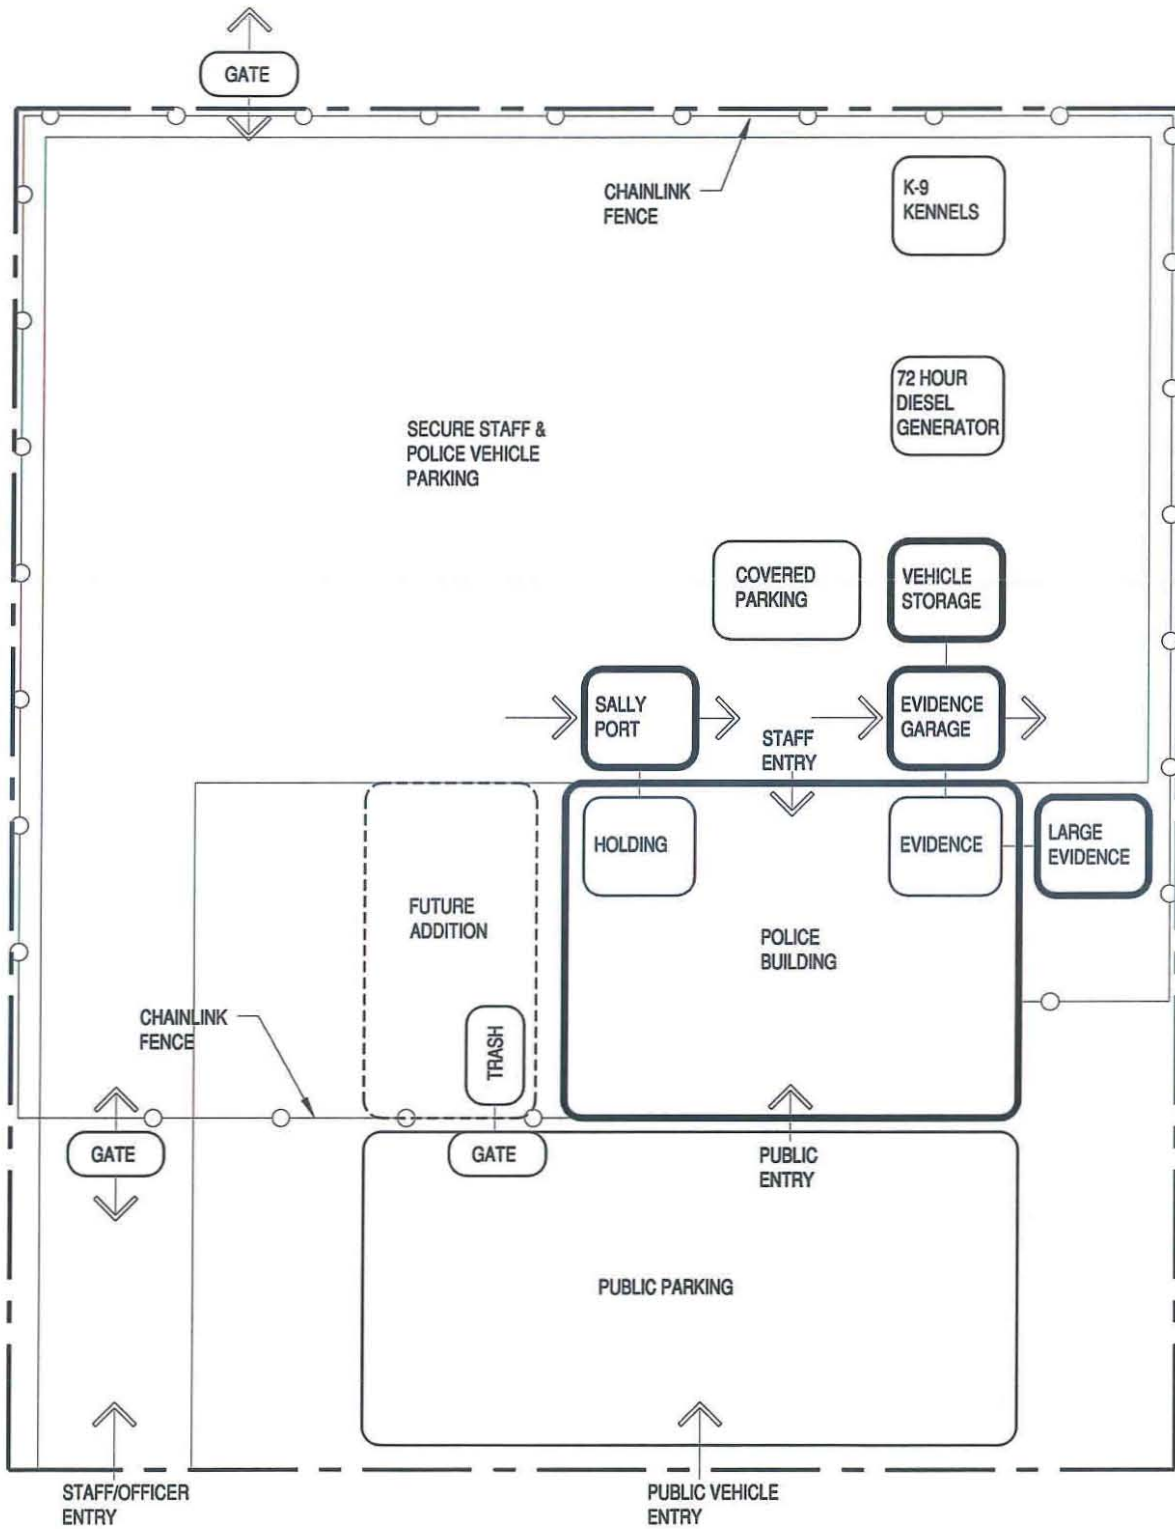 GATE
CHAINLINK
FENCE
K-9
KENNELS
72 HOUR
DIESEL
GENERATOR
SECURE STAFF &
POLICE VEHICLE
PARKING
COVERED
PARKING
VEHICLE
STORAGE
SALLY
PORT
STAFF
ENTRY
EVIDENCE
GARAGE
HOLDING
EVIDENCE
LARGE
EVIDENCE
FUTURE
ADDITION
POLICE
BUILDING
CHAINLINK
FENCE
TRASH
GATE
GATE
PUBLIC
ENTRY
PUBLIC PARKING
STAFF/OFFICER
ENTRY
PUBLIC VEHICLE
ENTRY